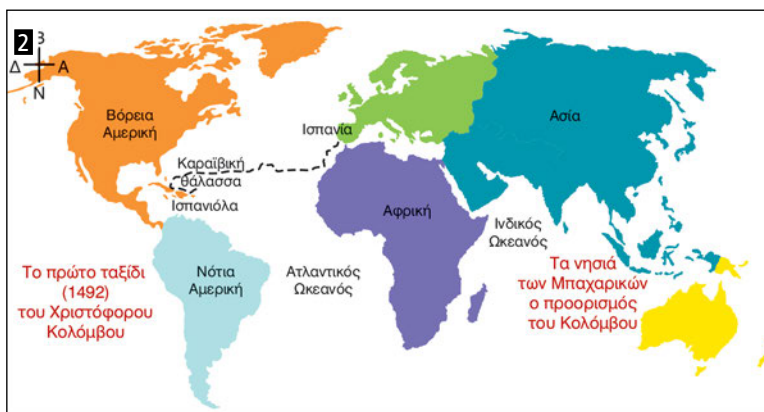 2
Β
Δ Α
Ν
Βόρεια
Αμερική
Ισπανία
Ασία
Καραϊβική
θάλασσα
Ισπανιόλα
Αφρική
Ινδικός
Ωκεανός
Το πρώτο ταξίδι
(1492)
του Χριστόφορου
Κολόμβου
Νότια
Αμερική
Ατλαντικός
Ωκεανός
Τα νησιά
των Μπαχαρικών
ο προορισμός
του Κολόμβου